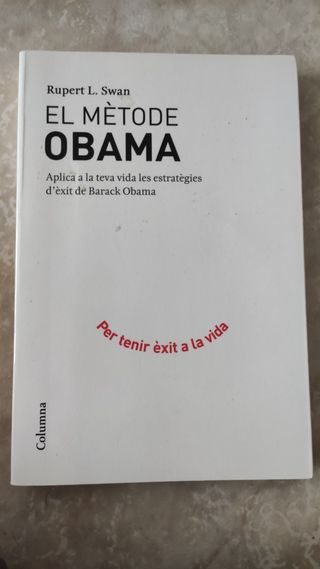 Rupert L. Swan
EL MÈTODE
OBAMA
Aplica a la teva vida les estratègies
d'èxit de Barack Obama
Per tenir èxit a la vida
Columna